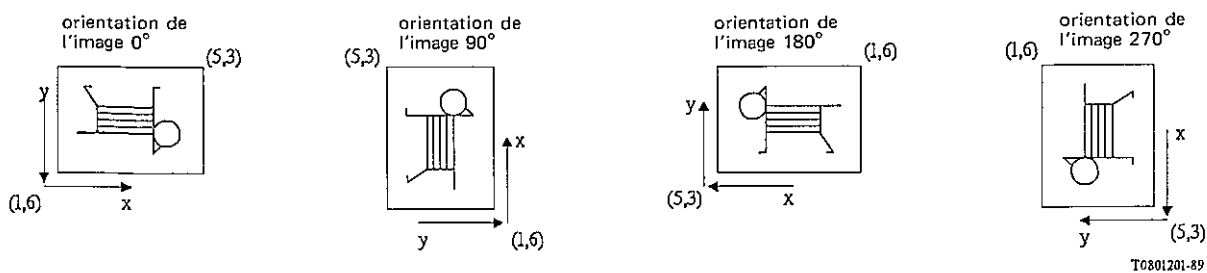 orientation de
l'image 0°
(5,3)
y
(1,6)
x
orientation de
l'image 90°
(5,3)
x
y
(1,6)
orientation de
l'image 180°
(1,6)
y
(5,3)
x
orientation de
l'image 270°
(1,6)
x
y
(5,3)
T0801201-89